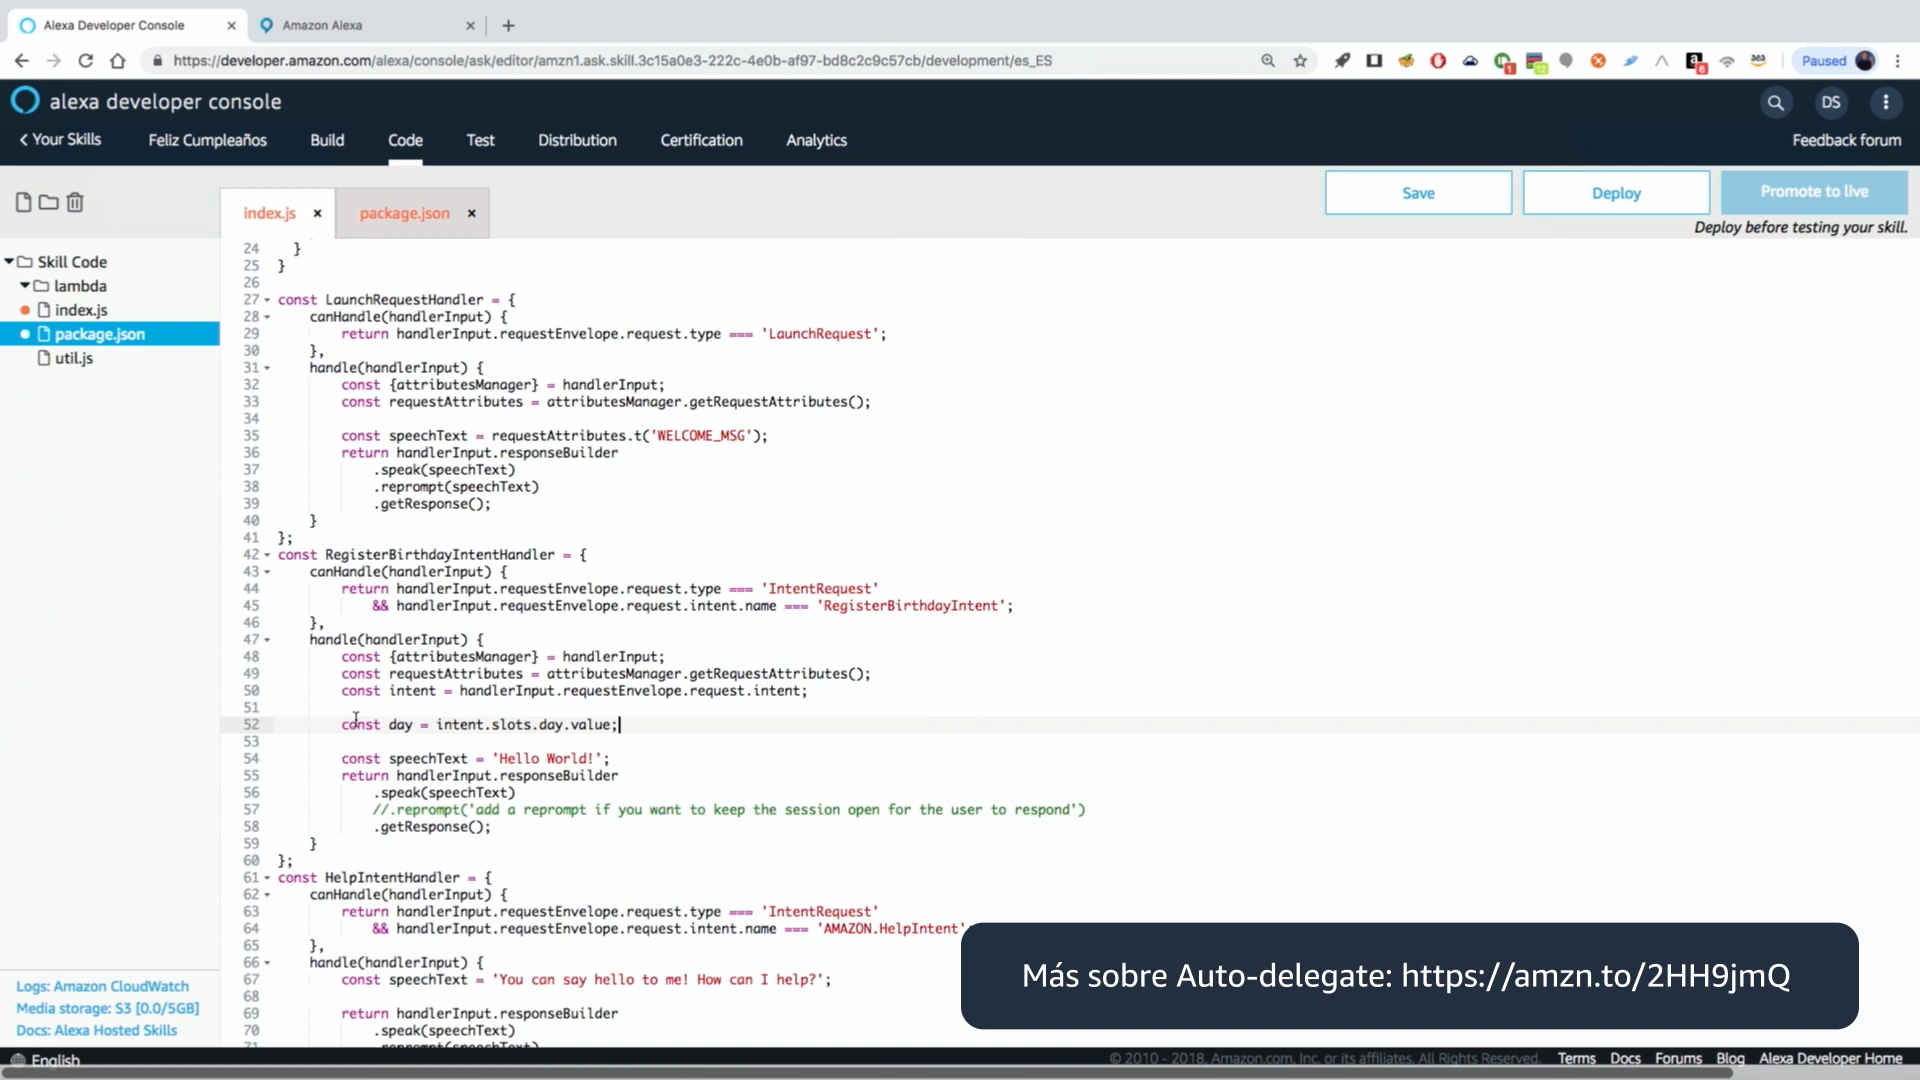 Alexa Developer Console
Amazon Alexa
https://developer.amazon.com/alexa/console/ask/editor/amzn1.ask.skill.3c15a0e3-222c-4e0b-af97-bd8c2c9c57cb/development/es_ES
Paused
alexa developer console
DS
Your Skills
Feliz Cumpleaños
Build
Code
Test
Distribution
Certification
Analytics
Feedback forum
index.js
package.json
Save
Deploy
Promote to live
Deploy before testing your skill.
Skill Code
lambda
index.js
package.json
util.js
24 }
25 }
26
27 const LaunchRequestHandler = {
28 canHandle(handlerInput) {
29 return handlerInput.requestEnvelope.request.type === 'LaunchRequest';
30 },
31 handle(handlerInput) {
32 const {attributesManager} = handlerInput;
33 const requestAttributes = attributesManager.getRequestAttributes();
34
35 const speechText = requestAttributes.t('WELCOME_MSG');
36 return handlerInput.responseBuilder
37 .speak(speechText)
38 .reprompt(speechText)
39 .getResponse();
40 }
41 };
42 const RegisterBirthdayIntentHandler = {
43 canHandle(handlerInput) {
44 return handlerInput.requestEnvelope.request.type === 'IntentRequest'
45 && handlerInput.requestEnvelope.request.intent.name === 'RegisterBirthdayIntent';
46 },
47 handle(handlerInput) {
48 const {attributesManager} = handlerInput;
49 const requestAttributes = attributesManager.getRequestAttributes();
50 const intent = handlerInput.requestEnvelope.request.intent;
51
52 const day = intent.slots.day.value;
53
54 const speechText = 'Hello World!';
55 return handlerInput.responseBuilder
56 .speak(speechText)
57 //.reprompt('add a reprompt if you want to keep the session open for the user to respond')
58 .getResponse();
59 }
60 };
61 const HelpIntentHandler = {
62 canHandle(handlerInput) {
63 return handlerInput.requestEnvelope.request.type === 'IntentRequest'
64 && handlerInput.requestEnvelope.request.intent.name === 'AMAZON.HelpIntent'
65 },
66 handle(handlerInput) {
67 const speechText = 'You can say hello to me! How can I help?';
68
69 return handlerInput.responseBuilder
70 .speak(speechText)
71 .reprompt(speechText)
Más sobre Auto-delegate: https://amzn.to/2HH9jmQ
Logs: Amazon CloudWatch
Media storage: S3 [0.0/5GB]
Docs: Alexa Hosted Skills
English
© 2010 - 2018, Amazon.com, Inc. or its affiliates. All Rights Reserved.
Terms
Docs
Forums
Blog
Alexa Developer Home